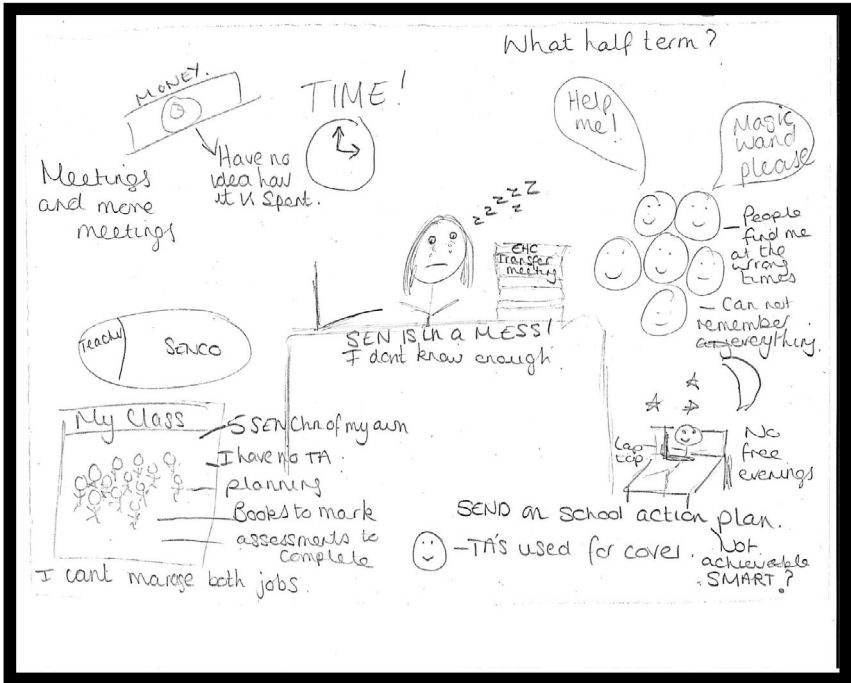 What half term?
MONEY.
TIME!
Have no
idea how
it is spent.
Meetings
and more
meetings
Help
me!
Magic
wand
please
zzzzzz
z
EHC
Transfer
meeting
- People
find me
at the
wrong
times
- Can not
remember
everything.
SEN IS in a MESS!
I dont know enough.
Teacher
SENCO
My Class
5 SEN Chn of my own
I have no TA.
planning
Books to mark
assessments to
complete
I cant manage both jobs.
Lap
top
No
free
evenings
SEND on school action plan.
Not
achievable
SMART?
- TA'S used for cover.